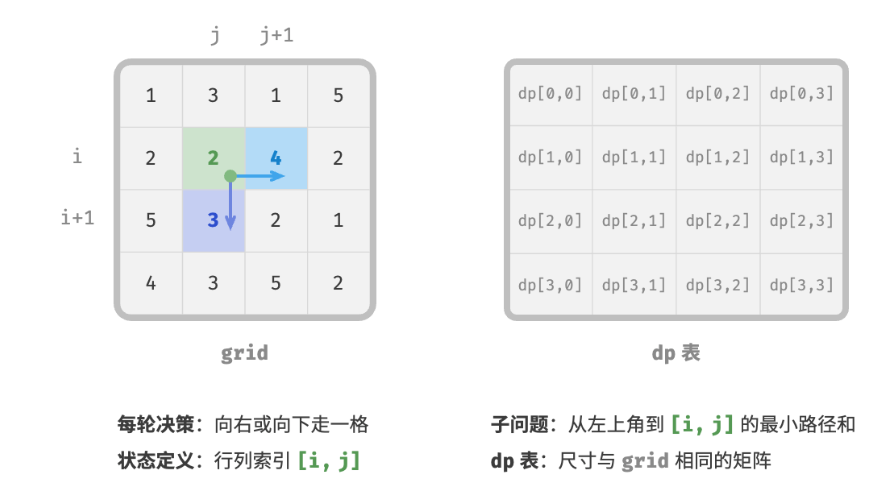 j j+1
1 3 1 5
i 2 2 4 2
i+1 5 3 2 1
4 3 5 2
grid
dp[0,0] dp[0,1] dp[0,2] dp[0,3]
dp[1,0] dp[1,1] dp[1,2] dp[1,3]
dp[2,0] dp[2,1] dp[2,2] dp[2,3]
dp[3,0] dp[3,1] dp[3,2] dp[3,3]
dp 表
每轮决策：向右或向下走一格
状态定义：行列索引 [i, j]
子问题：从左上角到 [i, j] 的最小路径和
dp 表：尺寸与 grid 相同的矩阵